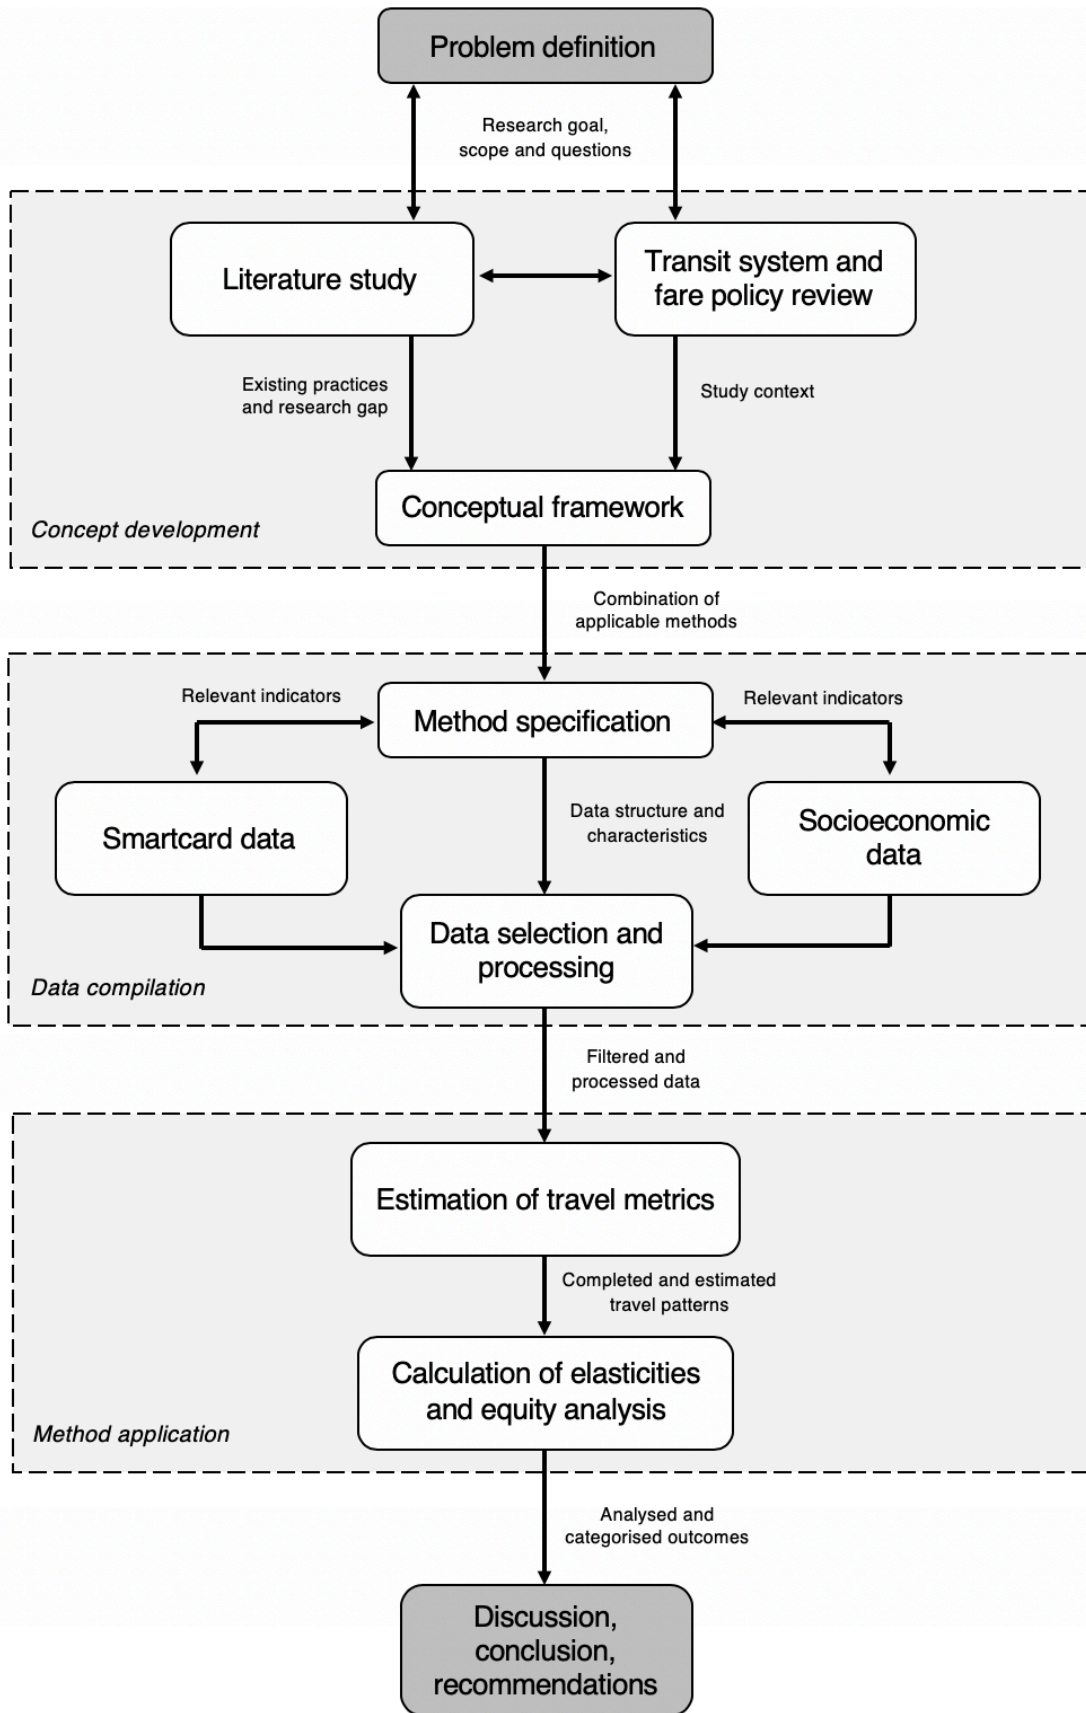 Problem definition
Research goal,
scope and questions
Literature study
Transit system and
fare policy review
Existing practices
and research gap
Study context
Conceptual framework
Concept development
Combination of
applicable methods
Relevant indicators
Method specification
Relevant indicators
Smartcard data
Data structure and
characteristics
Socioeconomic
data
Data selection and
processing
Data compilation
Filtered and
processed data
Estimation of travel metrics
Completed and estimated
travel patterns
Calculation of elasticities
and equity analysis
Method application
Analysed and
categorised outcomes
Discussion,
conclusion,
recommendations